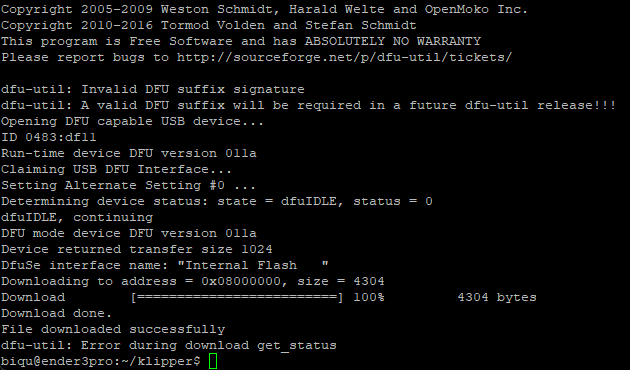 Copyright 2005-2009 Weston Schmidt, Harald Welte and OpenMoko Inc.
Copyright 2010-2016 Tormod Volden and Stefan Schmidt
This program is Free Software and has ABSOLUTELY NO WARRANTY
Please report bugs to http://sourceforge.net/p/dfu-util/tickets/

dfu-util: Invalid DFU suffix signature
dfu-util: A valid DFU suffix will be required in a future dfu-util release!!!
Opening DFU capable USB device...
ID 0483:df11
Run-time device DFU version 011a
Claiming USB DFU Interface...
Setting Alternate Setting #0 ...
Determining device status: state = dfuIDLE, status = 0
dfuIDLE, continuing
DFU mode device DFU version 011a
Device returned transfer size 1024
DfuSe interface name: "Internal Flash   "
Downloading to address = 0x08000000, size = 4304
Download        [=========================] 100%         4304 bytes
Download done.
File downloaded successfully
dfu-util: Error during download get_status
biqu@ender3pro:~/klipper$